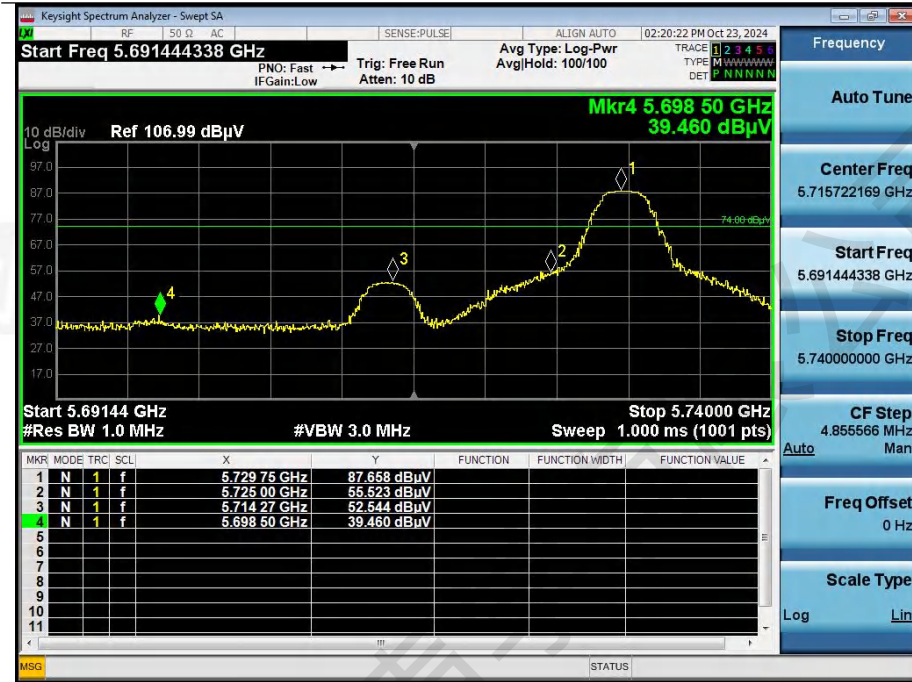 Keysight Spectrum Analyzer - Swept SA
LXI RF 50 Ω AC SENSE:PULSE ALIGN AUTO 02:20:22 PM Oct 23, 2024
Start Freq 5.691444338 GHz
PNO: Fast Trig: Free Run Avg Type: Log-Pwr TRACE 1 2 3 4 5 6
IFGain:Low Atten: 10 dB Avg|Hold: 100/100 TYPE M WWWWW
DET P N N N N N
Mkr4 5.698 50 GHz
39.460 dBµV
10 dB/div Ref 106.99 dBµV
Log
97.0
87.0
77.0
67.0
57.0
47.0
37.0
27.0
17.0
1
74.00 dBµV
2
3
4
Start 5.69144 GHz Stop 5.74000 GHz
#Res BW 1.0 MHz #VBW 3.0 MHz Sweep 1.000 ms (1001 pts)
MKR MODE TRC SCL X Y FUNCTION FUNCTION WIDTH FUNCTION VALUE
1 N 1 f 5.729 75 GHz 87.658 dBµV
2 N 1 f 5.725 00 GHz 55.523 dBµV
3 N 1 f 5.714 27 GHz 52.544 dBµV
4 N 1 f 5.698 50 GHz 39.460 dBµV
5
6
7
8
9
10
11
MSG STATUS
Frequency
Auto Tune
Center Freq
5.715722169 GHz
Start Freq
5.691444338 GHz
Stop Freq
5.740000000 GHz
CF Step
4.855566 MHz
Auto Man
Freq Offset
0 Hz
Scale Type
Log Lin